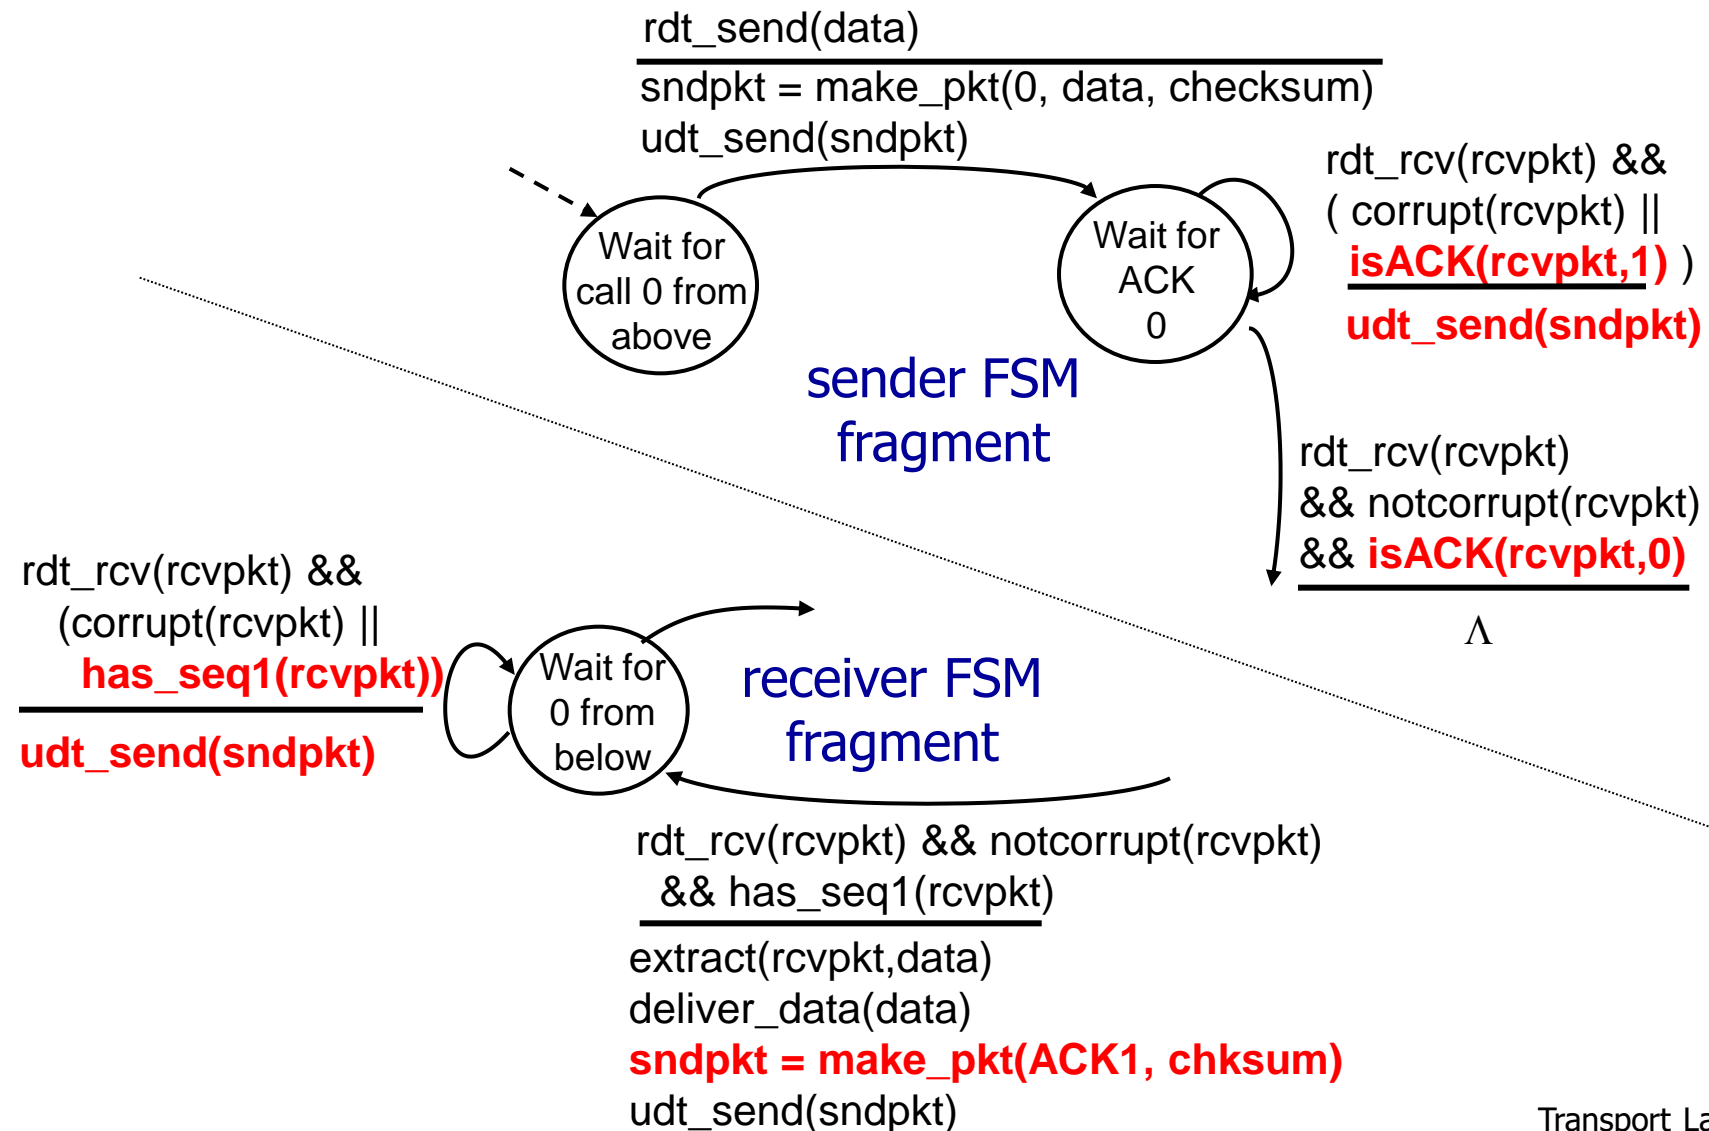 rdt_send(data)
sndpkt = make_pkt(0, data, checksum)
udt_send(sndpkt)
rdt_rcv(rcvpkt) &&
( corrupt(rcvpkt) ||
isACK(rcvpkt,1) )
udt_send(sndpkt)
Wait for
call 0 from
above
Wait for
ACK
0
sender FSM
fragment
rdt_rcv(rcvpkt)
&& notcorrupt(rcvpkt)
&& isACK(rcvpkt,0)
Λ
rdt_rcv(rcvpkt) &&
(corrupt(rcvpkt) ||
has_seq1(rcvpkt))
udt_send(sndpkt)
Wait for
0 from
below
receiver FSM
fragment
rdt_rcv(rcvpkt) && notcorrupt(rcvpkt)
&& has_seq1(rcvpkt)
extract(rcvpkt,data)
deliver_data(data)
sndpkt = make_pkt(ACK1, chksum)
udt_send(sndpkt)
Transport La